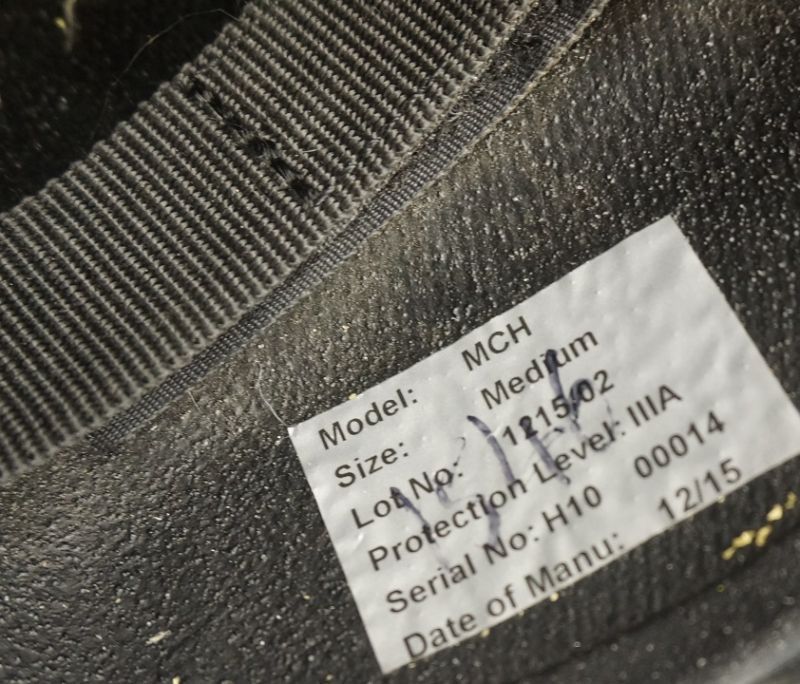 Model: MCH
Size: Medium
Lot No: 1215/02
Protection Level: IIIA
Serial No: H10 00014
Date of Manu: 12/15